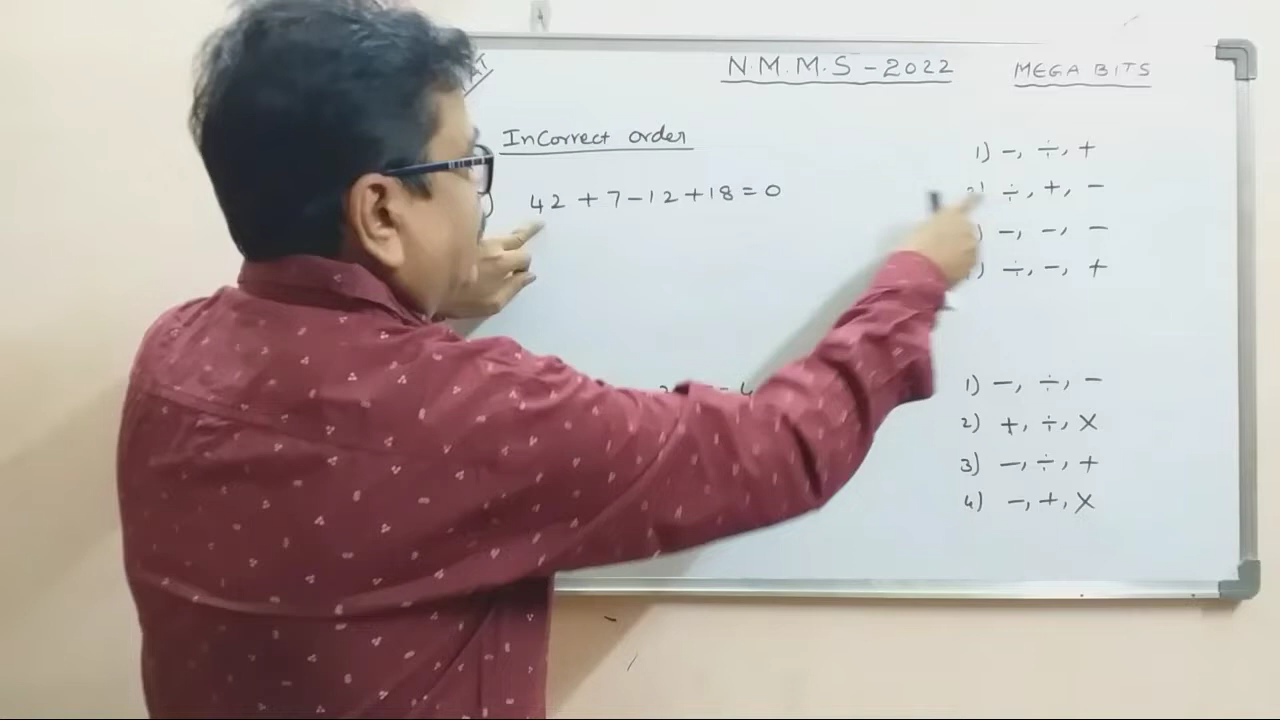 N.M.M.S - 2022
MEGA BITS
InCorrect order
) 42 + 7 - 12 + 18 = 0
1) -, ÷, +
÷, +, -
) -, -, -
) ÷, -, +
1) -, ÷, -
2) +, ÷, ×
3) -, ÷, +
4) -, +, ×